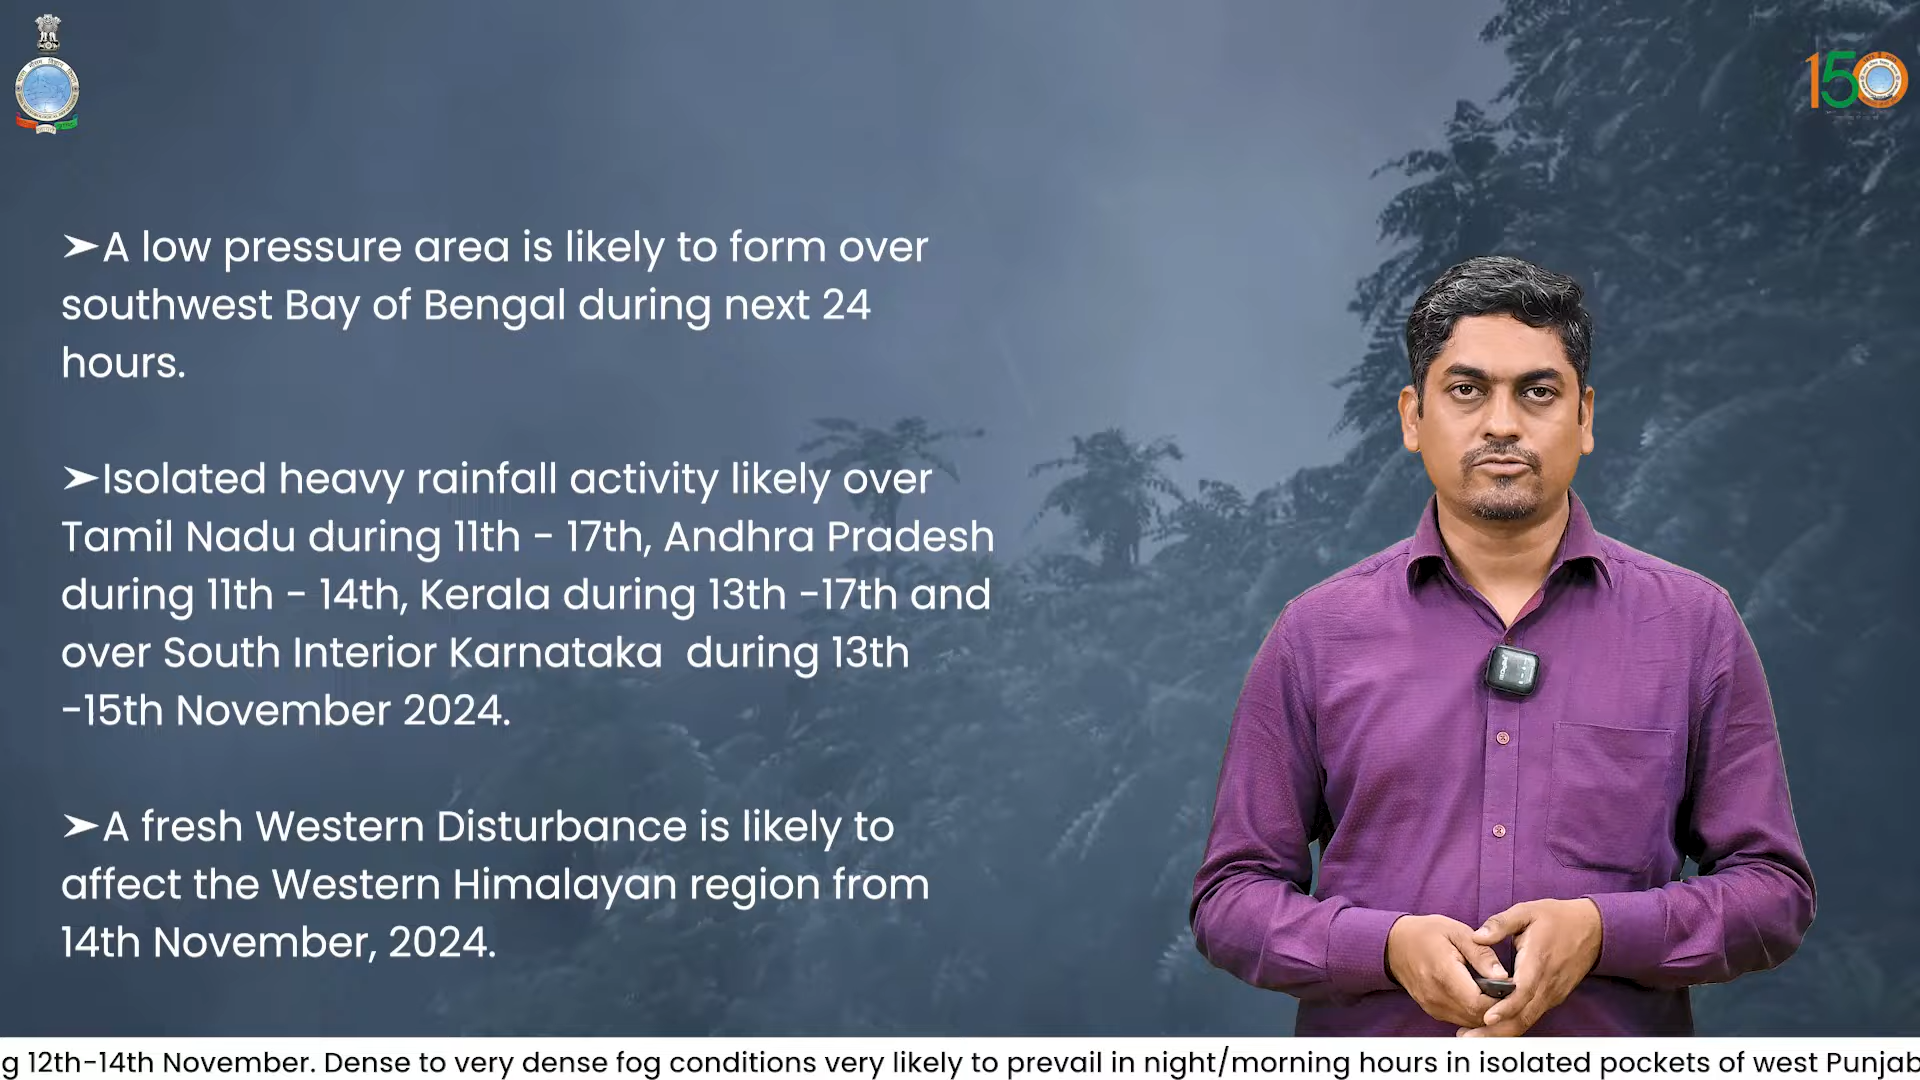 150
➤A low pressure area is likely to form over
southwest Bay of Bengal during next 24
hours.
➤Isolated heavy rainfall activity likely over
Tamil Nadu during 11th - 17th, Andhra Pradesh
during 11th - 14th, Kerala during 13th -17th and
over South Interior Karnataka  during 13th
-15th November 2024.
➤A fresh Western Disturbance is likely to
affect the Western Himalayan region from
14th November, 2024.
g 12th-14th November. Dense to very dense fog conditions very likely to prevail in night/morning hours in isolated pockets of west Punjab